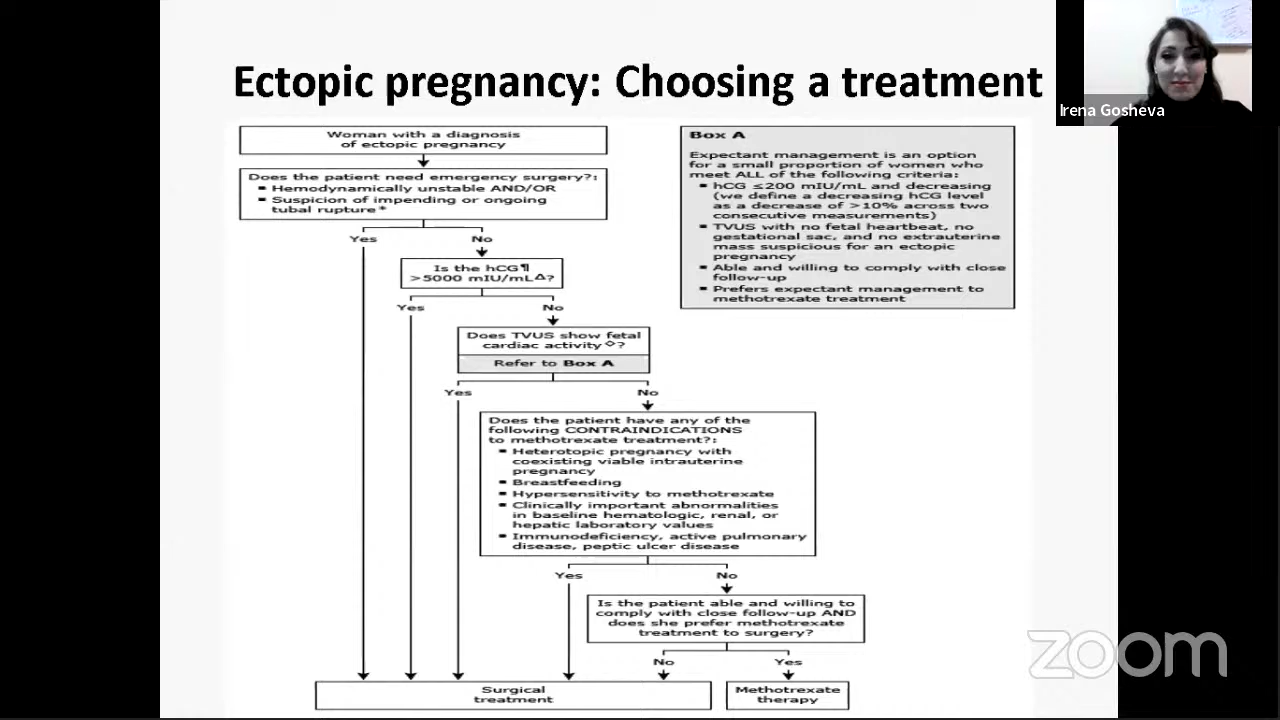 Ectopic pregnancy: Choosing a treatment
Irena Gosheva
Woman with a diagnosis
of ectopic pregnancy
Does the patient need emergency surgery?:
▪ Hemodynamically unstable AND/OR
▪ Suspicion of impending or ongoing
tubal rupture*
Yes
No
Is the hCG¶
>5000 mIU/mLΔ?
Yes
No
Does TVUS show fetal
cardiac activity◇?
Refer to Box A
Yes
No
Does the patient have any of the
following CONTRAINDICATIONS
to methotrexate treatment?:
▪ Heterotopic pregnancy with
coexisting viable intrauterine
pregnancy
▪ Breastfeeding
▪ Hypersensitivity to methotrexate
▪ Clinically important abnormalities
in baseline hematologic, renal, or
hepatic laboratory values
▪ Immunodeficiency, active pulmonary
disease, peptic ulcer disease
Yes
No
Is the patient able and willing to
comply with close follow-up AND
does she prefer methotrexate
treatment to surgery?
No
Yes
Surgical
treatment
Methotrexate
therapy
Box A
Expectant management is an option
for a small proportion of women who
meet ALL of the following criteria:
▪ hCG ≤200 mIU/mL and decreasing
(we define a decreasing hCG level
as a decrease of >10% across two
consecutive measurements)
▪ TVUS with no fetal heartbeat, no
gestational sac, and no extrauterine
mass suspicious for an ectopic
pregnancy
▪ Able and willing to comply with close
follow-up
▪ Prefers expectant management to
methotrexate treatment
zoom